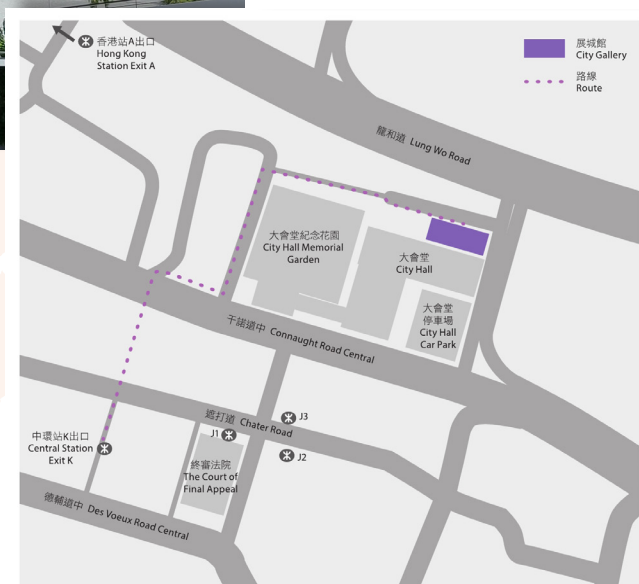 香港站A出口
Hong Kong
Station Exit A
展城館
City Gallery
路線
Route
龍和道 Lung Wo Road
大會堂紀念花園
City Hall Memorial
Garden
大會堂
City Hall
大會堂
停車場
City Hall
Car Park
干諾道中 Connaught Road Central
遮打道 Chater Road
J3
J1
J2
中環站K出口
Central Station
Exit K
終審法院
The Court of
Final Appeal
德輔道中 Des Voeux Road Central